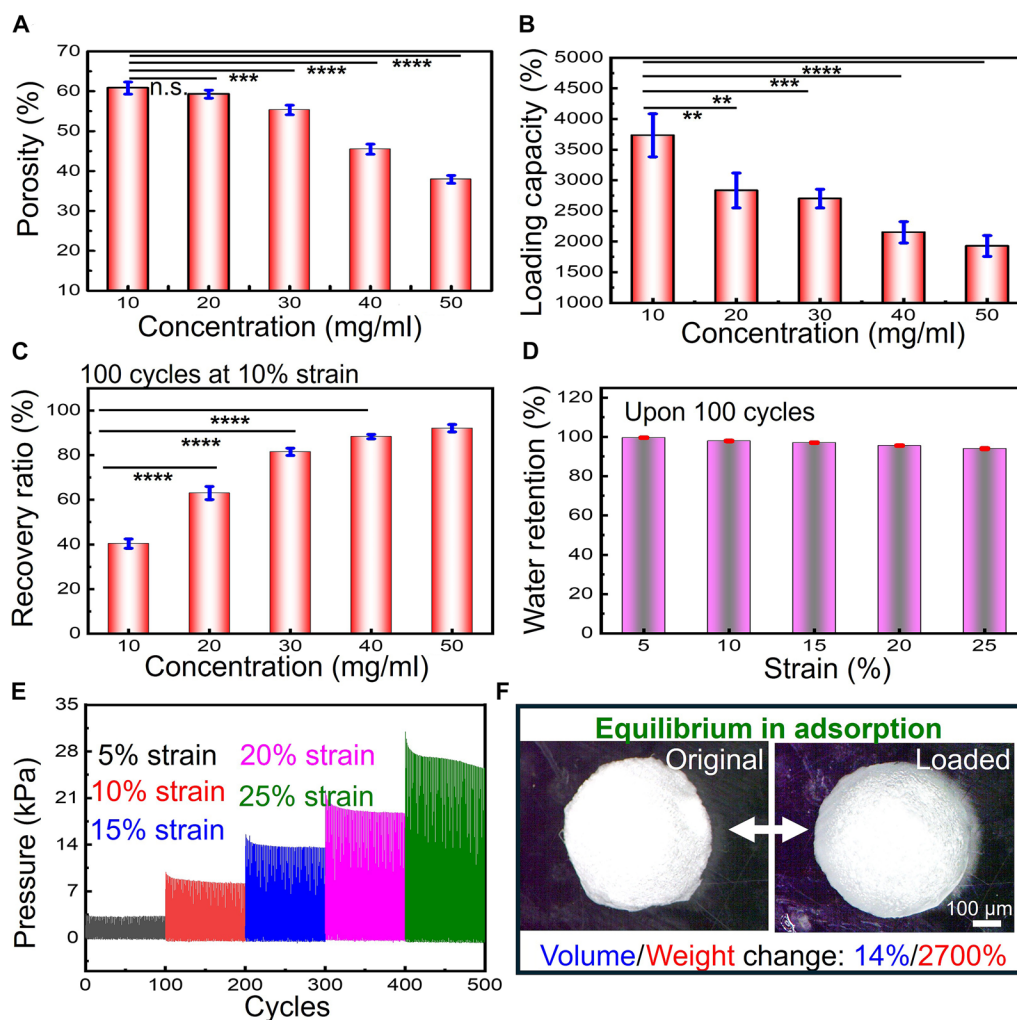 A
Porosity (%)
70
60
50
40
30
20
10
n.s.
***
****
****
10 20 30 40 50
Concentration (mg/ml)
B
Loading capacity (%)
5000
4500
4000
3500
3000
2500
2000
1500
1000
****
***
**
**
10 20 30 40 50
Concentration (mg/ml)
C
100 cycles at 10% strain
Recovery ratio (%)
100
80
60
40
20
0
****
****
****
10 20 30 40 50
Concentration (mg/ml)
D
Upon 100 cycles
Water retention (%)
120
100
80
60
40
20
0
5 10 15 20 25
Strain (%)
E
Pressure (kPa)
35
28
21
14
7
0
5% strain
10% strain
15% strain
20% strain
25% strain
0 100 200 300 400 500
Cycles
F
Equilibrium in adsorption
Original
Loaded
100 µm
Volume/Weight change: 14%/2700%